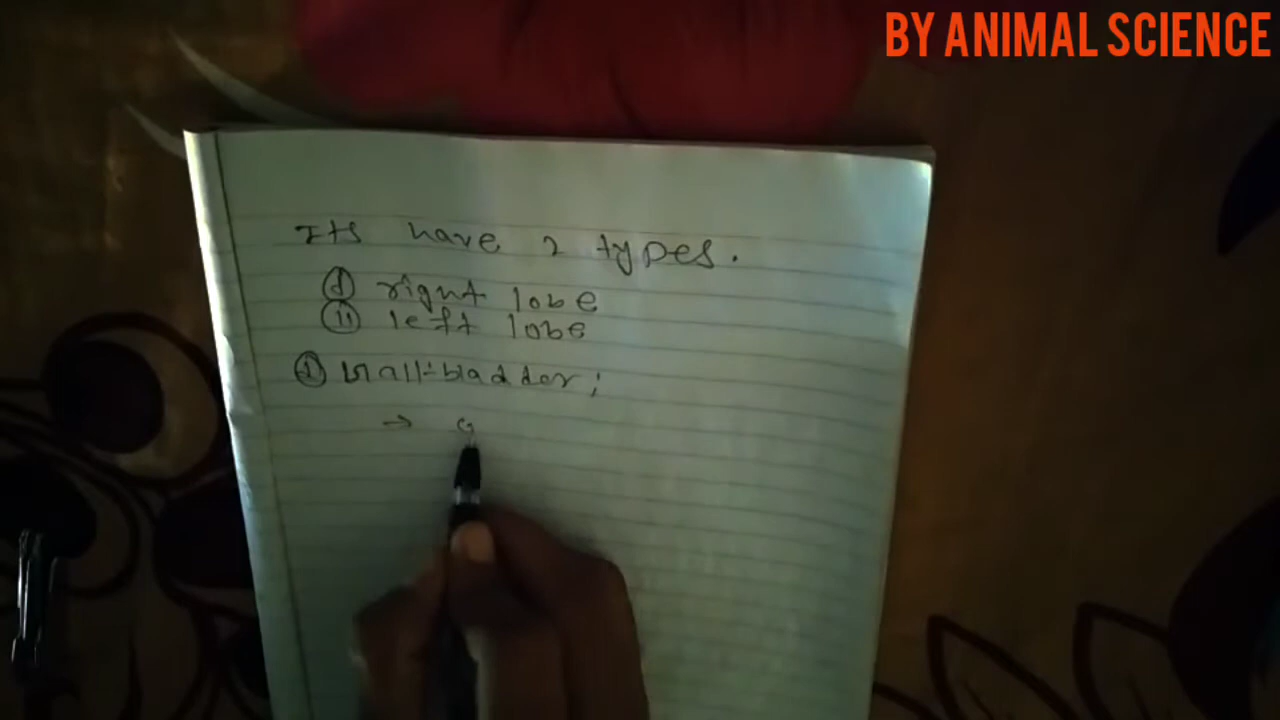 BY ANIMAL SCIENCE
Its have 2 types.
(i) right lobe
(ii) left lobe
Gall-bladder;
→ G